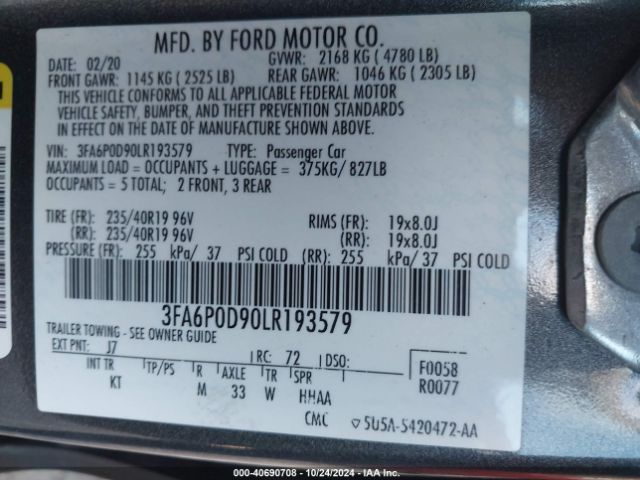 MFD. BY FORD MOTOR CO.
DATE: 02/20 GVWR: 2168 KG ( 4780 LB)
FRONT GAWR: 1145 KG ( 2525 LB) REAR GAWR: 1046 KG ( 2305 LB)
THIS VEHICLE CONFORMS TO ALL APPLICABLE FEDERAL MOTOR
VEHICLE SAFETY, BUMPER, AND THEFT PREVENTION STANDARDS
IN EFFECT ON THE DATE OF MANUFACTURE SHOWN ABOVE.
VIN: 3FA6P0D90LR193579 TYPE: Passenger Car
MAXIMUM LOAD = OCCUPANTS + LUGGAGE = 375KG/ 827LB
OCCUPANTS = 5 TOTAL; 2 FRONT, 3 REAR
TIRE (FR): 235/40R19 96V RIMS (FR): 19x8.0J
(RR): 235/40R19 96V (RR): 19x8.0J
PRESSURE (FR): 255 kPa/ 37 PSI COLD (RR): 255 kPa/ 37 PSI COLD
3FA6P0D90LR193579
TRAILER TOWING - SEE OWNER GUIDE
EXT PNT: J7 RC: 72 DSO: F0058
INT TR TP/PS R AXLE TR SPR R0077
KT M 33 W HHAA
CMC 5U5A-5420472-AA
000-40690708 - 10/24/2024 - IAA Inc.